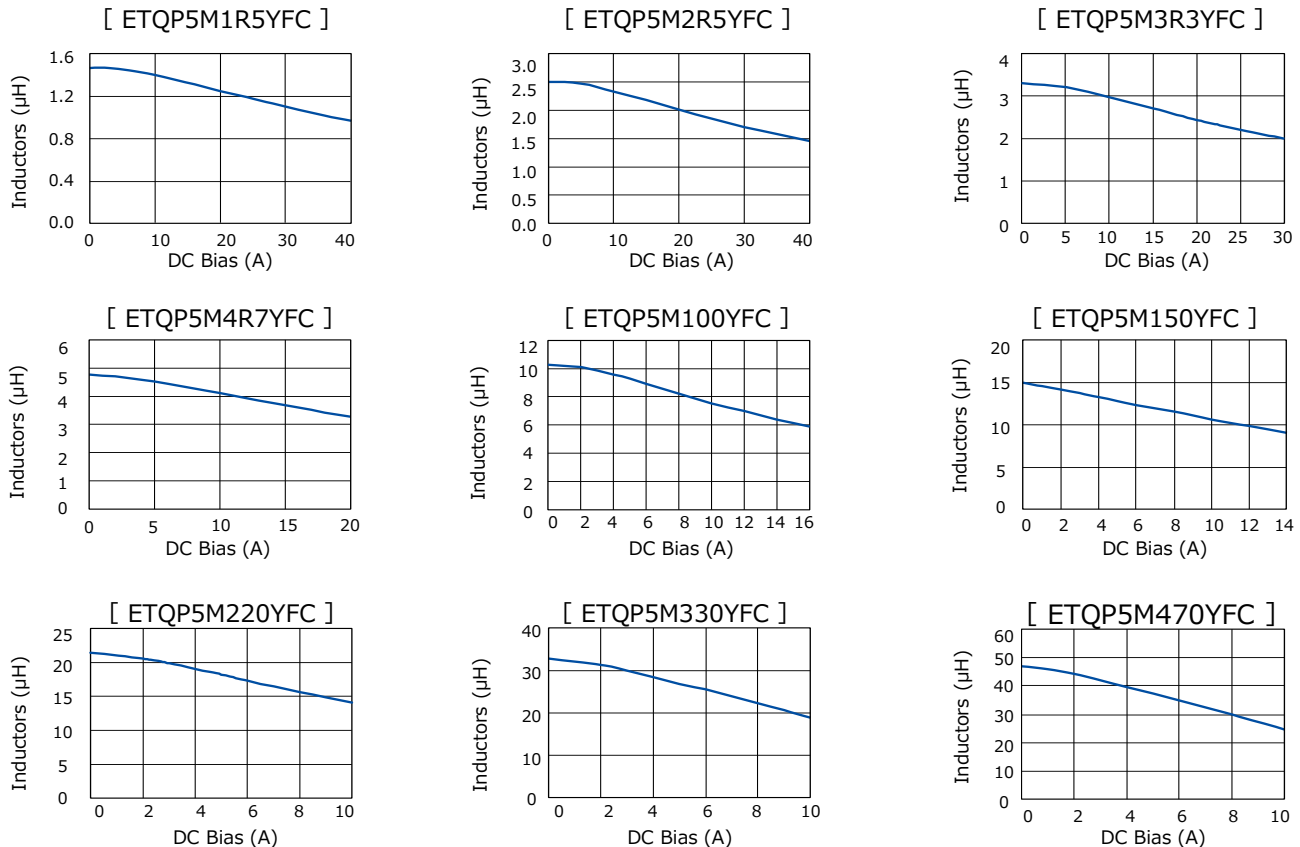 [ ETQP5M1R5YFC ]
Inductors (μH)
1.6
1.2
0.8
0.4
0.0
0 10 20 30 40
DC Bias (A)
[ ETQP5M2R5YFC ]
Inductors (μH)
3.0
2.5
2.0
1.5
1.0
0.5
0.0
0 10 20 30 40
DC Bias (A)
[ ETQP5M3R3YFC ]
Inductors (μH)
4
3
2
1
0
0 5 10 15 20 25 30
DC Bias (A)
[ ETQP5M4R7YFC ]
Inductors (μH)
6
5
4
3
2
1
0
0 5 10 15 20
DC Bias (A)
[ ETQP5M100YFC ]
Inductors (μH)
12
10
8
6
4
2
0
0 2 4 6 8 10 12 14 16
DC Bias (A)
[ ETQP5M150YFC ]
Inductors (μH)
20
15
10
5
0
0 2 4 6 8 10 12 14
DC Bias (A)
[ ETQP5M220YFC ]
Inductors (μH)
25
20
15
10
5
0
0 2 4 6 8 10
DC Bias (A)
[ ETQP5M330YFC ]
Inductors (μH)
40
30
20
10
0
0 2 4 6 8 10
DC Bias (A)
[ ETQP5M470YFC ]
Inductors (μH)
60
50
40
30
20
10
0
0 2 4 6 8 10
DC Bias (A)